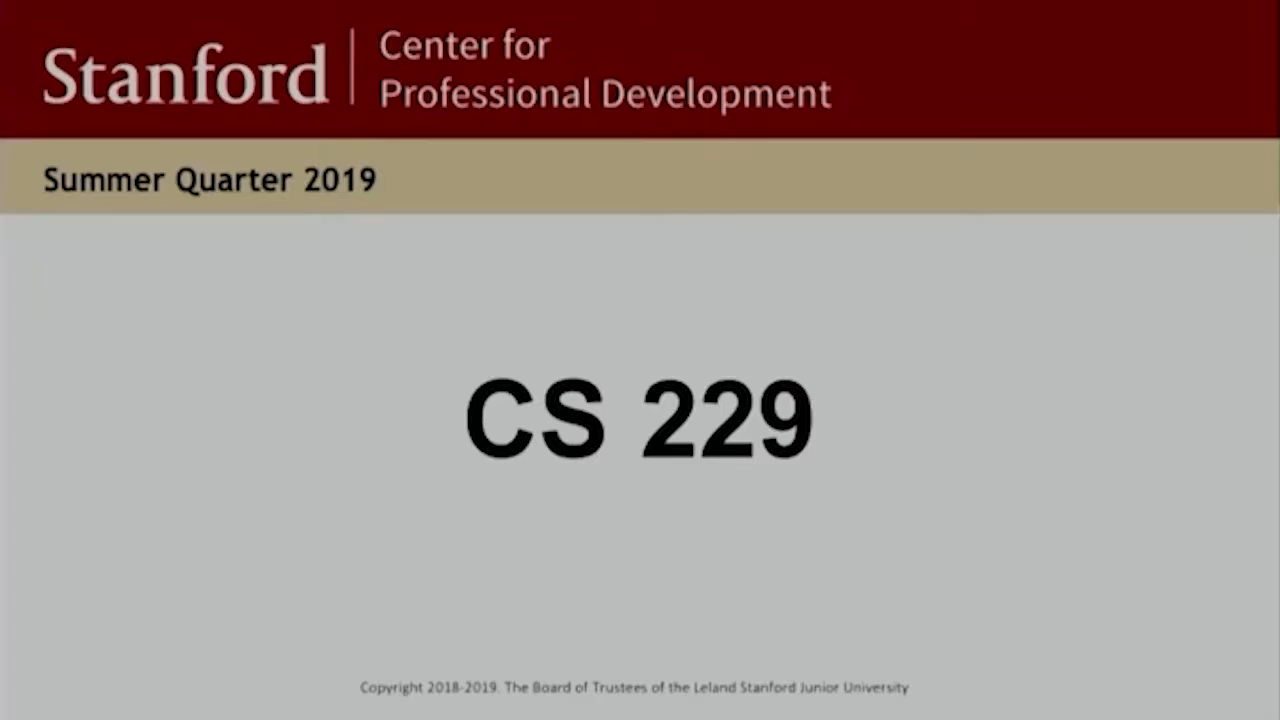 Stanford
Center for
Professional Development
Summer Quarter 2019
CS 229
Copyright 2018-2019. The Board of Trustees of the Leland Stanford Junior University